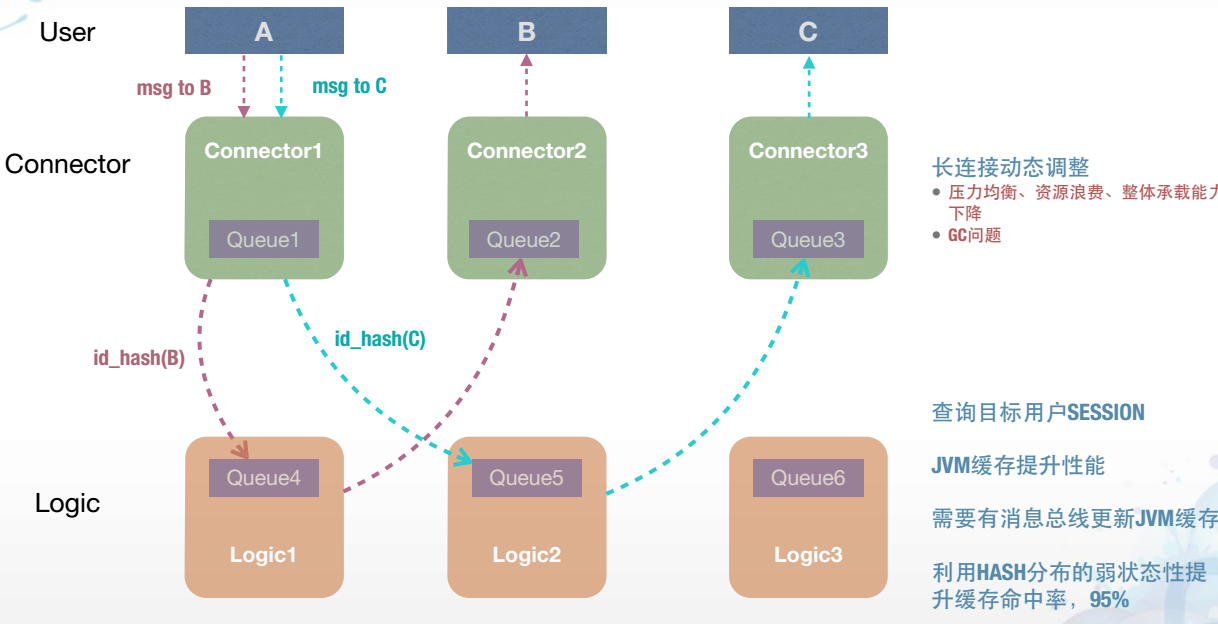 User
A
B
C
msg to B
msg to C
Connector
Connector1
Connector2
Connector3
Queue1
Queue2
Queue3
长连接动态调整
压力均衡、资源浪费、整体承载能力
下降
GC问题
id_hash(B)
id_hash(C)
Logic
Queue4
Queue5
Queue6
Logic1
Logic2
Logic3
查询目标用户SESSION
JVM缓存提升性能
需要有消息总线更新JVM缓存
利用HASH分布的弱状态性提
升缓存命中率，95%